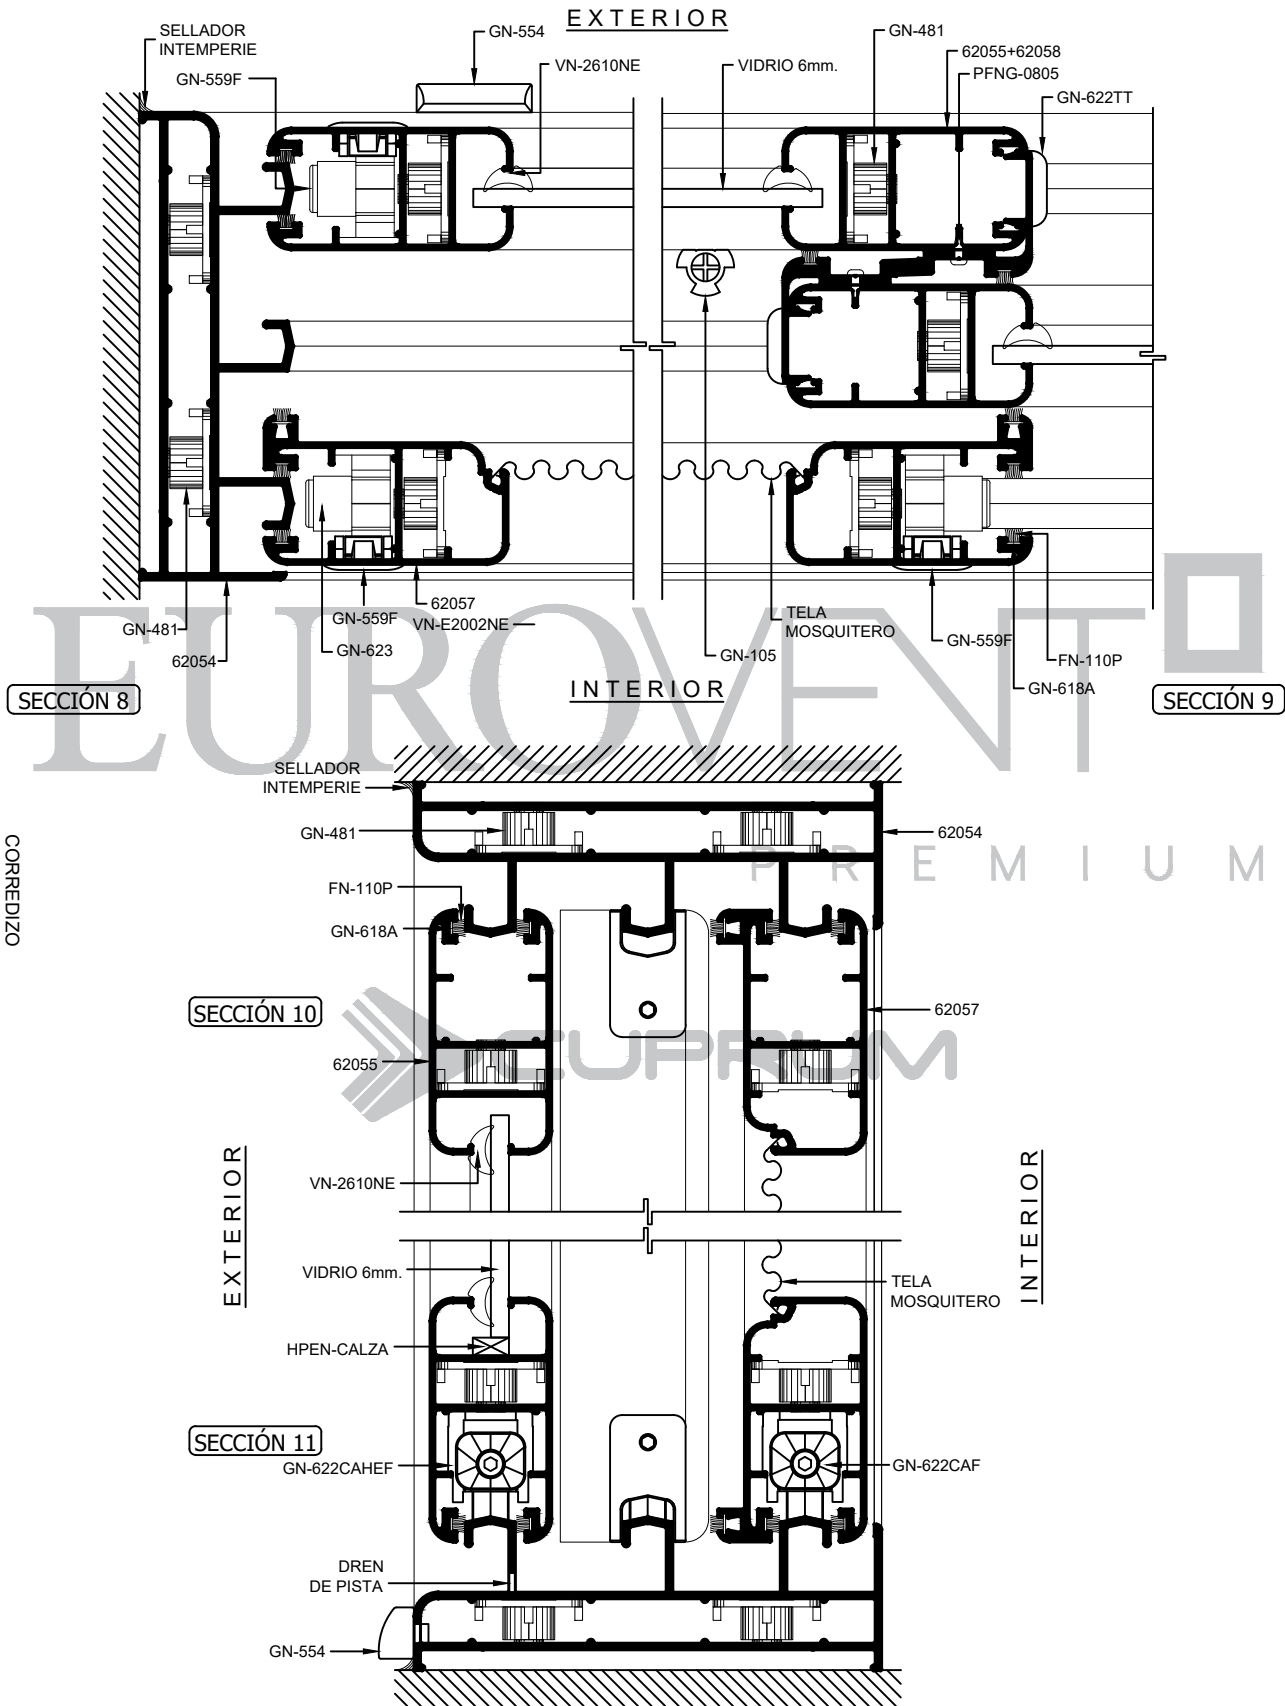 EXTERIOR
SELLADOR
INTEMPERIE
GN-554
GN-481
62055+62058
GN-559F
VN-2610NE
VIDRIO 6mm.
PFNG-0805
GN-622TT
GN-481
62054
GN-559F
GN-623
62057
VN-E2002NE
TELA
MOSQUITERO
GN-105
GN-559F
FN-110P
GN-618A
EUROVENT
SECCIÓN 8
INTERIOR
SECCIÓN 9
SELLADOR
INTEMPERIE
GN-481
62054
PREMIUM
CORREDIZO
FN-110P
GN-618A
SECCIÓN 10
62057
CUPRUM
62055
EXTERIOR
VN-2610NE
INTERIOR
VIDRIO 6mm.
TELA
MOSQUITERO
HPEN-CALZA
SECCIÓN 11
GN-622CAHEF
GN-622CAF
DREN
DE PISTA
GN-554